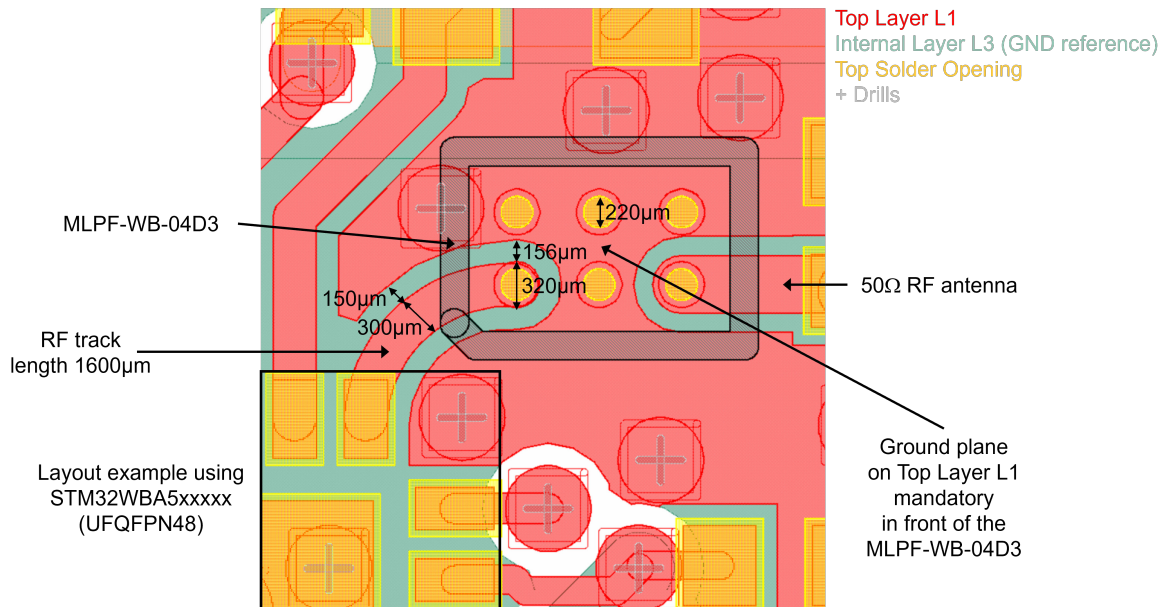 Top Layer L1
Internal Layer L3 (GND reference)
Top Solder Opening
+ Drills
MLPF-WB-04D3
220µm
156µm
320µm
150µm
300µm
50Ω RF antenna
RF track
length 1600µm
Layout example using
STM32WBA5xxxxx
(UFQFPN48)
Ground plane
on Top Layer L1
mandatory
in front of the
MLPF-WB-04D3